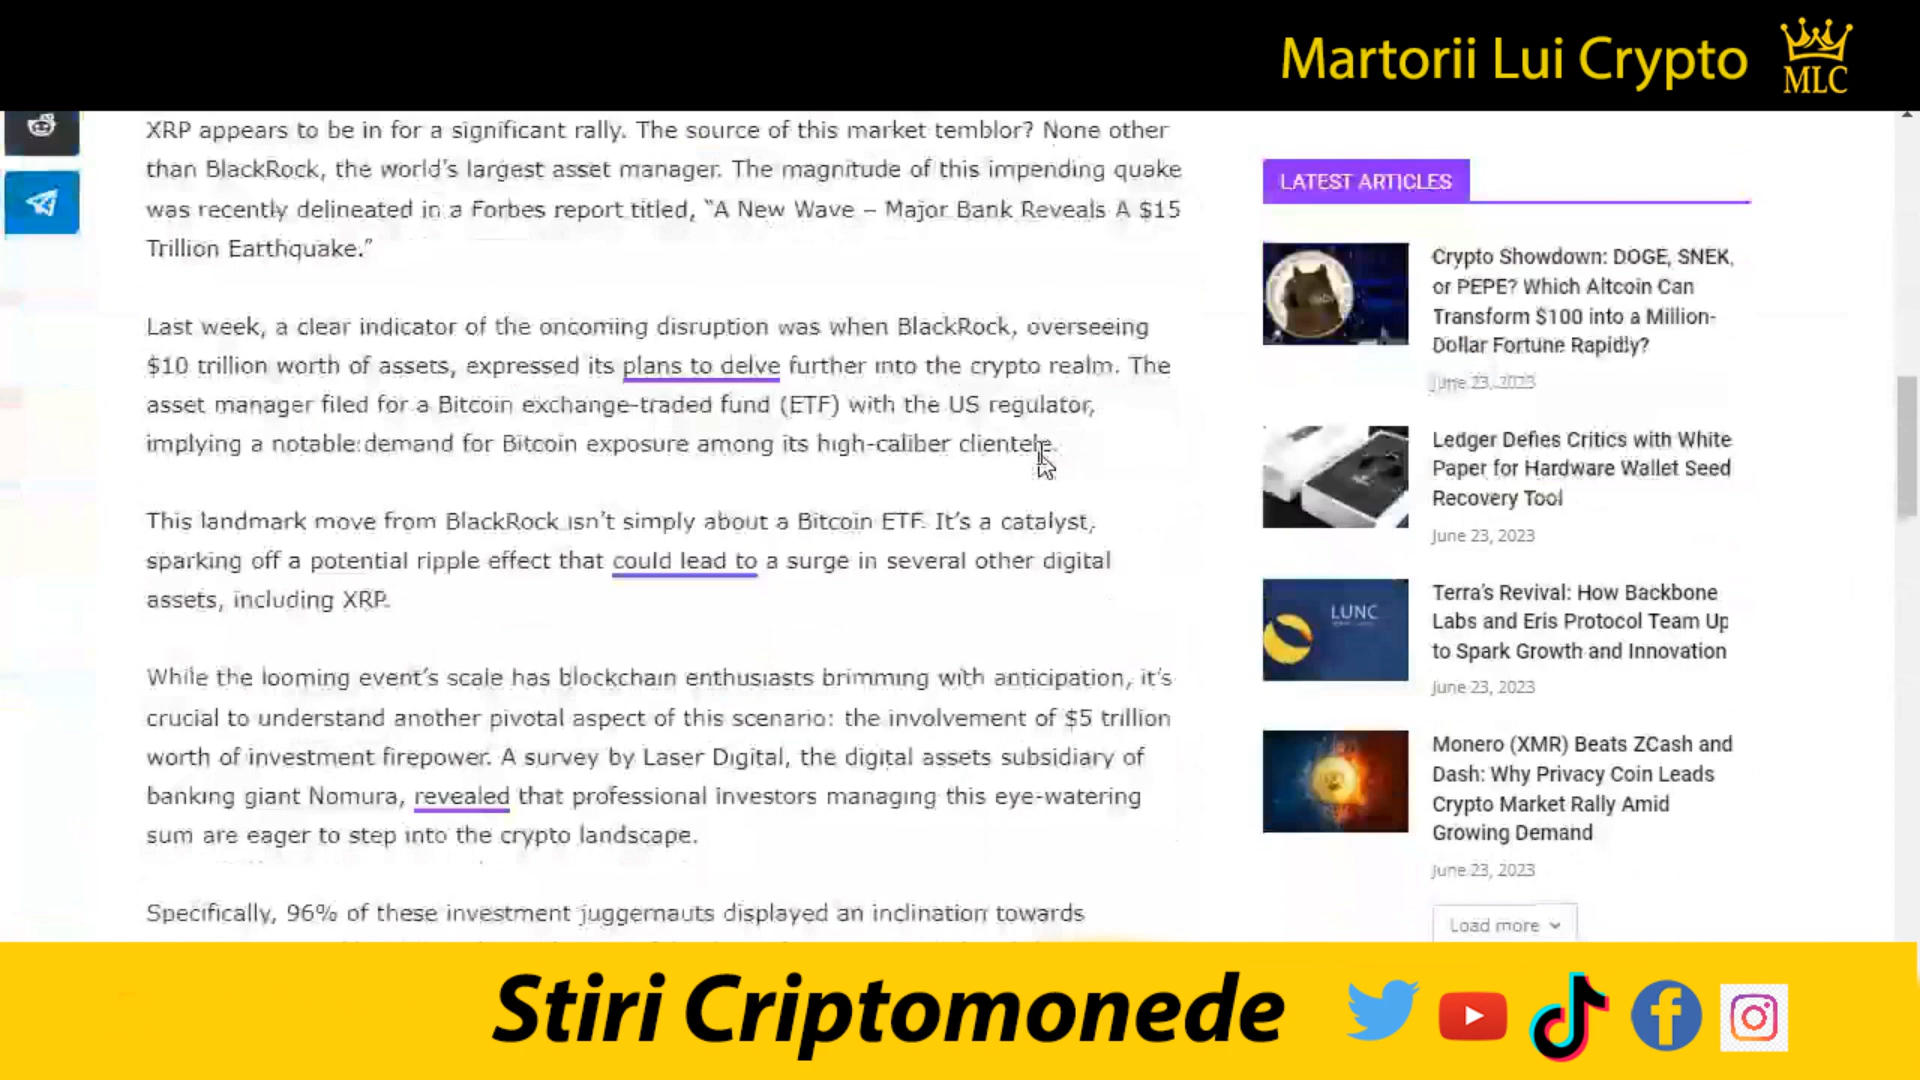 Martorii Lui Crypto
MLC
XRP appears to be in for a significant rally. The source of this market temblor? None other
than BlackRock, the world's largest asset manager. The magnitude of this impending quake
was recently delineated in a Forbes report titled, “A New Wave – Major Bank Reveals A $15
Trillion Earthquake.”
Last week, a clear indicator of the oncoming disruption was when BlackRock, overseeing
$10 trillion worth of assets, expressed its plans to delve further into the crypto realm. The
asset manager filed for a Bitcoin exchange-traded fund (ETF) with the US regulator,
implying a notable demand for Bitcoin exposure among its high-caliber clientele.
This landmark move from BlackRock isn't simply about a Bitcoin ETF. It's a catalyst,
sparking off a potential ripple effect that could lead to a surge in several other digital
assets, including XRP.
While the looming event's scale has blockchain enthusiasts brimming with anticipation, it's
crucial to understand another pivotal aspect of this scenario: the involvement of $5 trillion
worth of investment firepower. A survey by Laser Digital, the digital assets subsidiary of
banking giant Nomura, revealed that professional investors managing this eye-watering
sum are eager to step into the crypto landscape.
Specifically, 96% of these investment juggernauts displayed an inclination towards
LATEST ARTICLES
Crypto Showdown: DOGE, SNEK,
or PEPE? Which Altcoin Can
Transform $100 into a Million-
Dollar Fortune Rapidly?
June 23, 2023
Ledger Defies Critics with White
Paper for Hardware Wallet Seed
Recovery Tool
June 23, 2023
LUNC
Terra's Revival: How Backbone
Labs and Eris Protocol Team Up
to Spark Growth and Innovation
June 23, 2023
Monero (XMR) Beats ZCash and
Dash: Why Privacy Coin Leads
Crypto Market Rally Amid
Growing Demand
June 23, 2023
Load more
Stiri Criptomonede